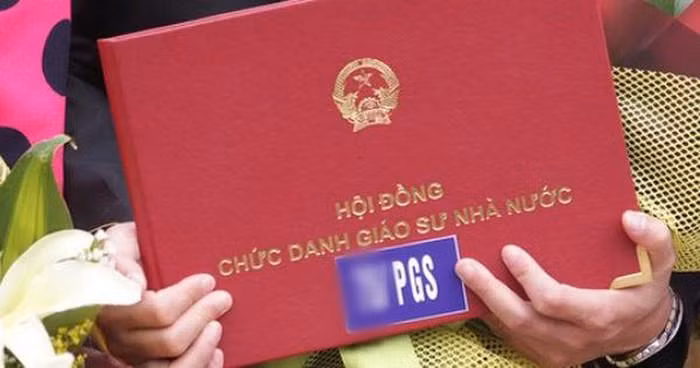 HỘI ĐỒNG
CHỨC DANH GIÁO SƯ NHÀ NƯỚC
PGS